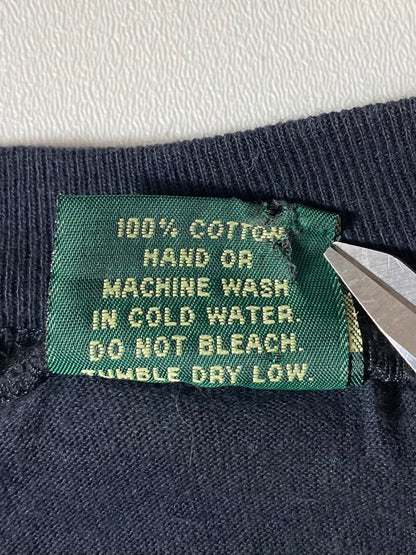 100% COTTON
HAND OR
MACHINE WASH
IN COLD WATER.
DO NOT BLEACH.
TUMBLE DRY LOW.